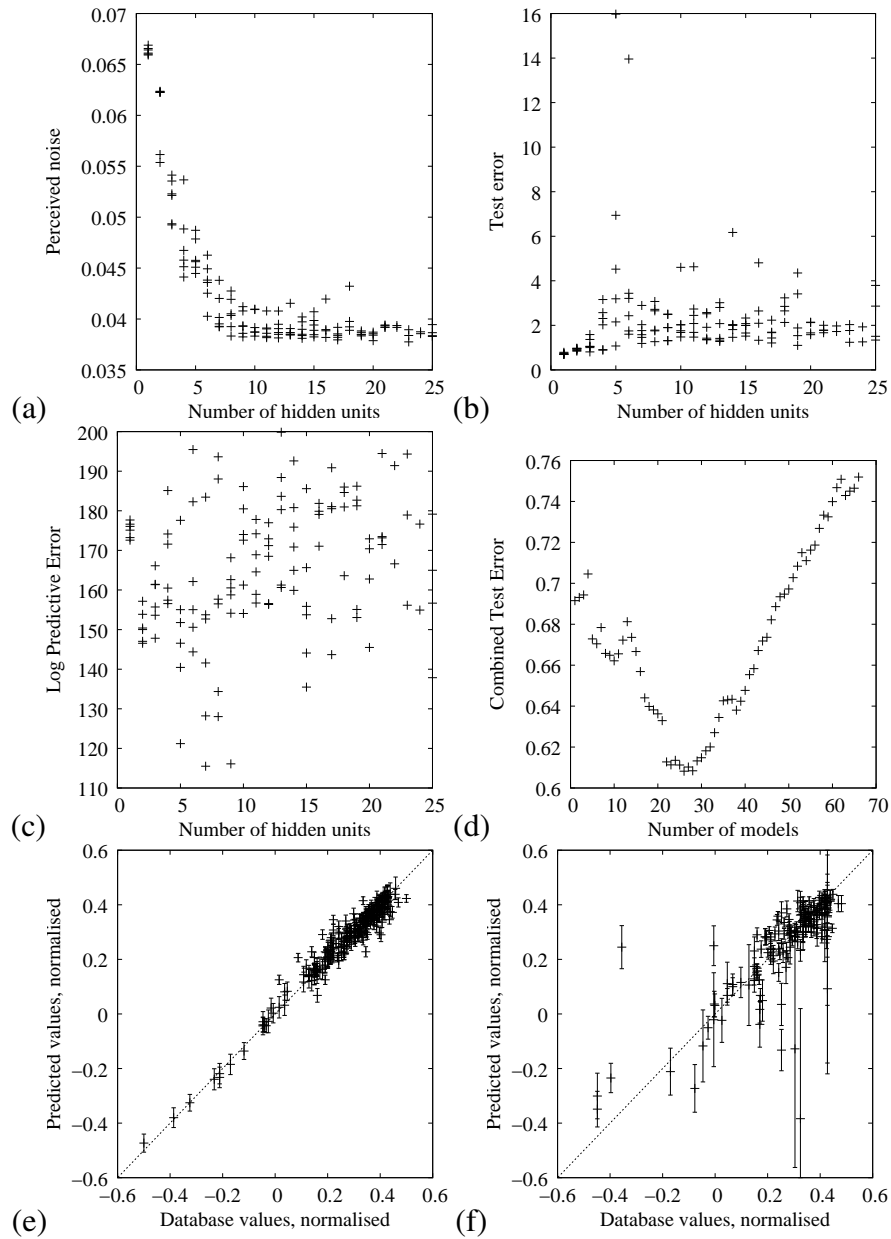 0.07
0.065
0.06
0.055
0.05
0.045
0.04
0.035
Perceived noise
0 5 10 15 20 25
Number of hidden units
(a)
16
14
12
10
8
6
4
2
0
Test error
0 5 10 15 20 25
Number of hidden units
(b)
200
190
180
170
160
150
140
130
120
110
Log Predictive Error
0 5 10 15 20 25
Number of hidden units
(c)
0.76
0.74
0.72
0.7
0.68
0.66
0.64
0.62
0.6
Combined Test Error
0 10 20 30 40 50 60 70
Number of models
(d)
0.6
0.4
0.2
0
−0.2
−0.4
−0.6
Predicted values, normalised
−0.6 −0.4 −0.2 0 0.2 0.4 0.6
Database values, normalised
(e)
0.6
0.4
0.2
0
−0.2
−0.4
−0.6
Predicted values, normalised
−0.6 −0.4 −0.2 0 0.2 0.4 0.6
Database values, normalised
(f)